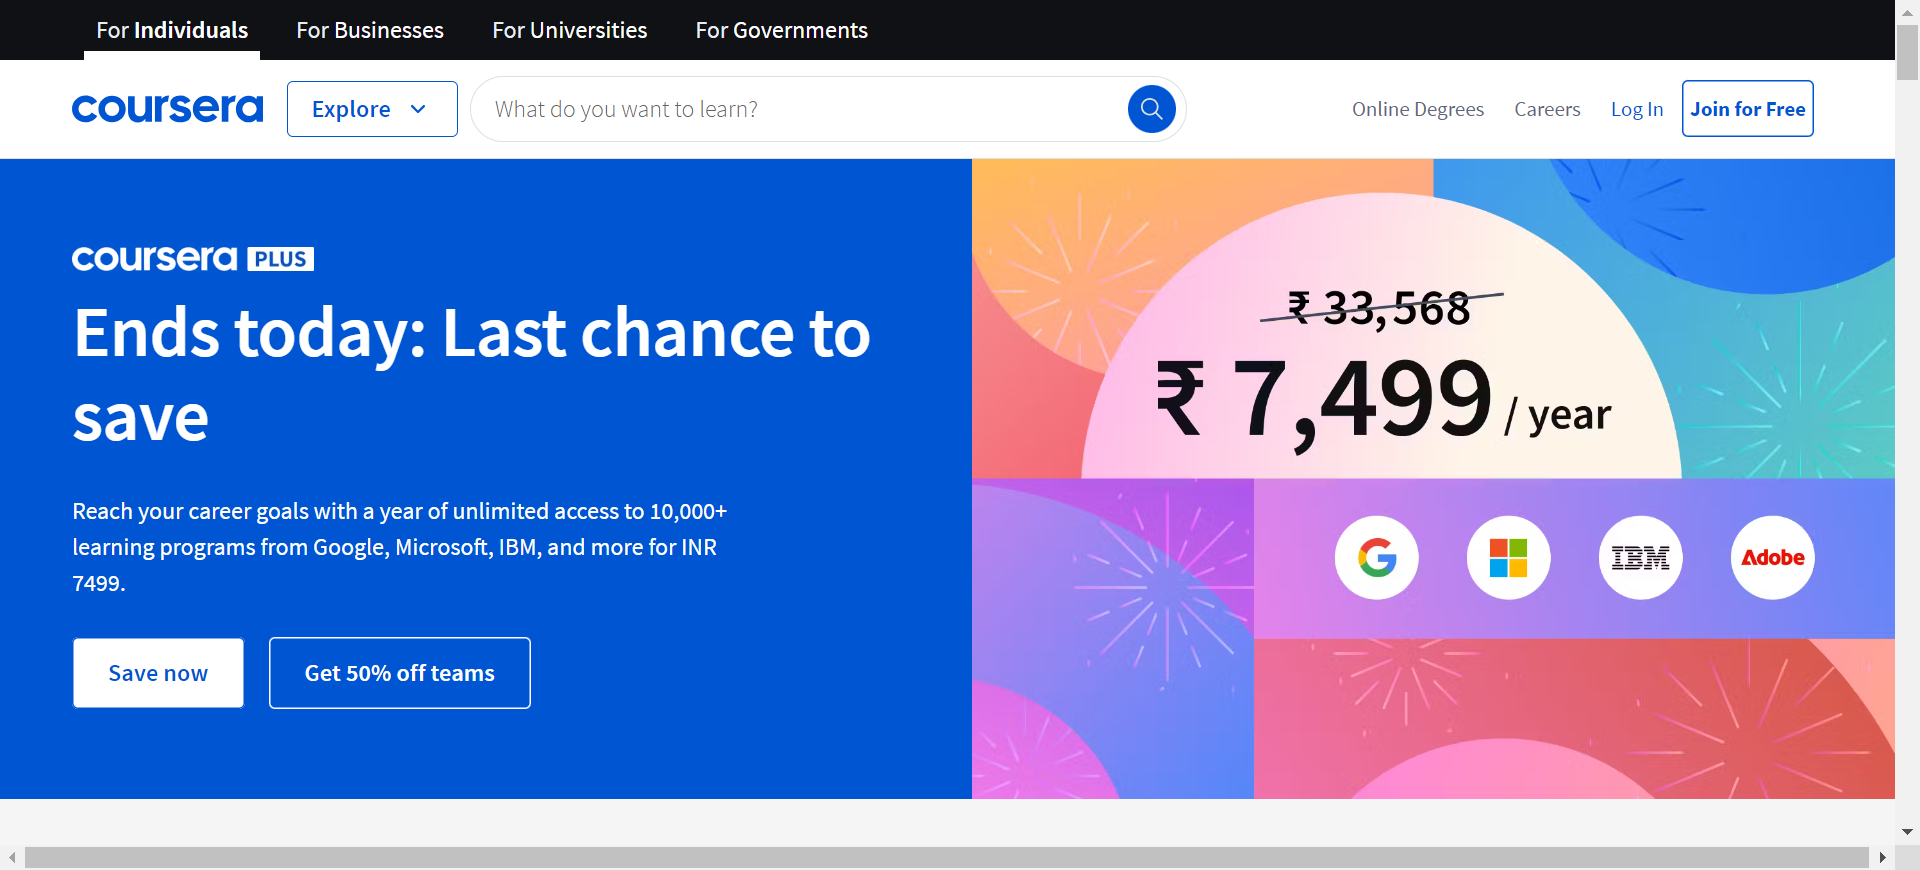 For Individuals For Businesses For Universities For Governments
coursera Explore What do you want to learn? Online Degrees Careers Log In Join for Free
coursera PLUS
Ends today: Last chance to
save
Reach your career goals with a year of unlimited access to 10,000+
learning programs from Google, Microsoft, IBM, and more for INR
7499.
Save now Get 50% off teams
₹ 33,568
₹ 7,499 / year
G IBM Adobe